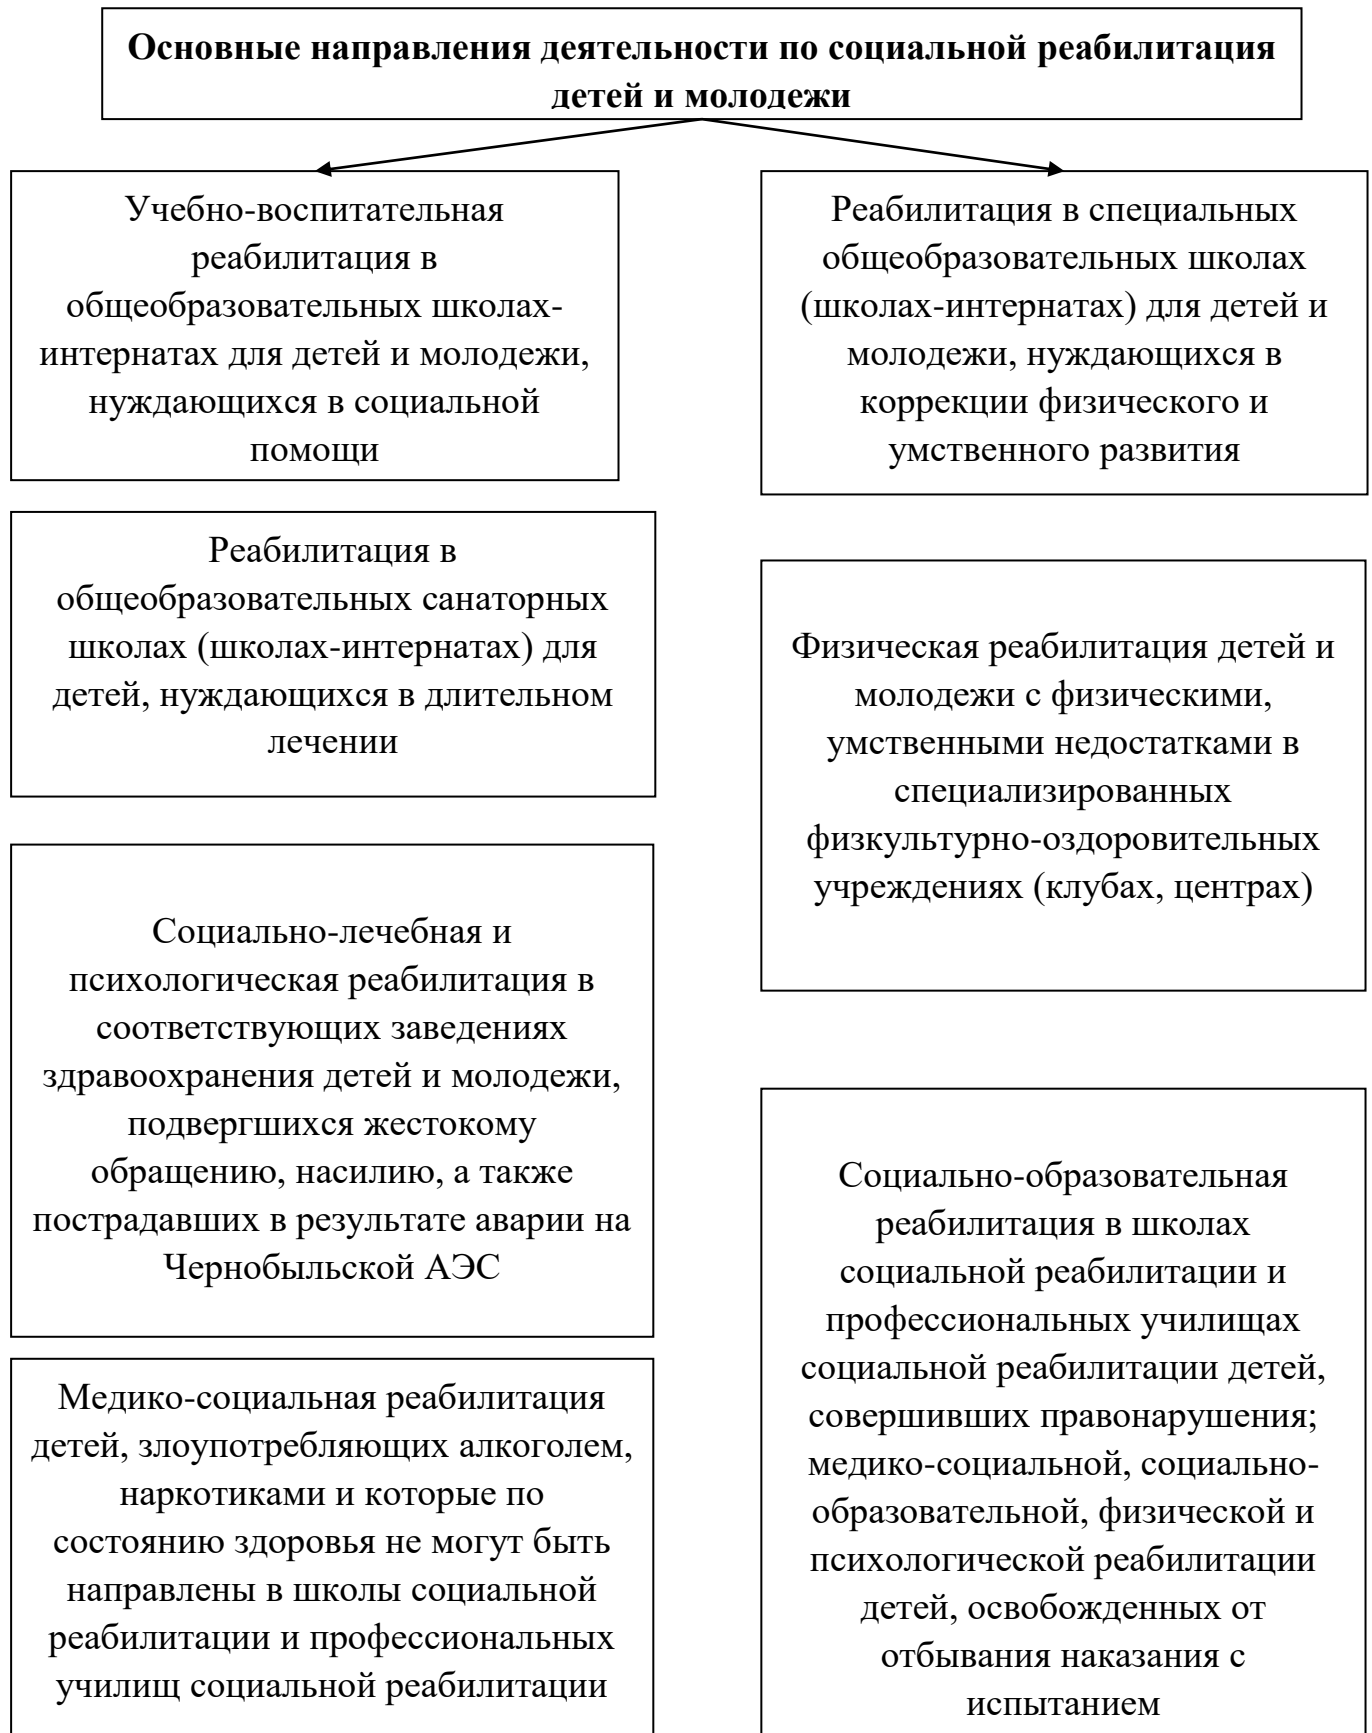 Основные направления деятельности по социальной реабилитация
детей и молодежи
Учебно-воспитательная
реабилитация в
общеобразовательных школах-
интернатах для детей и молодежи,
нуждающихся в социальной
помощи
Реабилитация в специальных
общеобразовательных школах
(школах-интернатах) для детей и
молодежи, нуждающихся в
коррекции физического и
умственного развития
Реабилитация в
общеобразовательных санаторных
школах (школах-интернатах) для
детей, нуждающихся в длительном
лечении
Физическая реабилитация детей и
молодежи с физическими,
умственными недостатками в
специализированных
физкультурно-оздоровительных
учреждениях (клубах, центрах)
Социально-лечебная и
психологическая реабилитация в
соответствующих заведениях
здравоохранения детей и молодежи,
подвергшихся жестокому
обращению, насилию, а также
пострадавших в результате аварии на
Чернобыльской АЭС
Социально-образовательная
реабилитация в школах
социальной реабилитации и
профессиональных училищах
социальной реабилитации детей,
совершивших правонарушения;
медико-социальной, социально-
образовательной, физической и
психологической реабилитации
детей, освобожденных от
отбывания наказания с
испытанием
Медико-социальная реабилитация
детей, злоупотребляющих алкоголем,
наркотиками и которые по
состоянию здоровья не могут быть
направлены в школы социальной
реабилитации и профессиональных
училищ социальной реабилитации